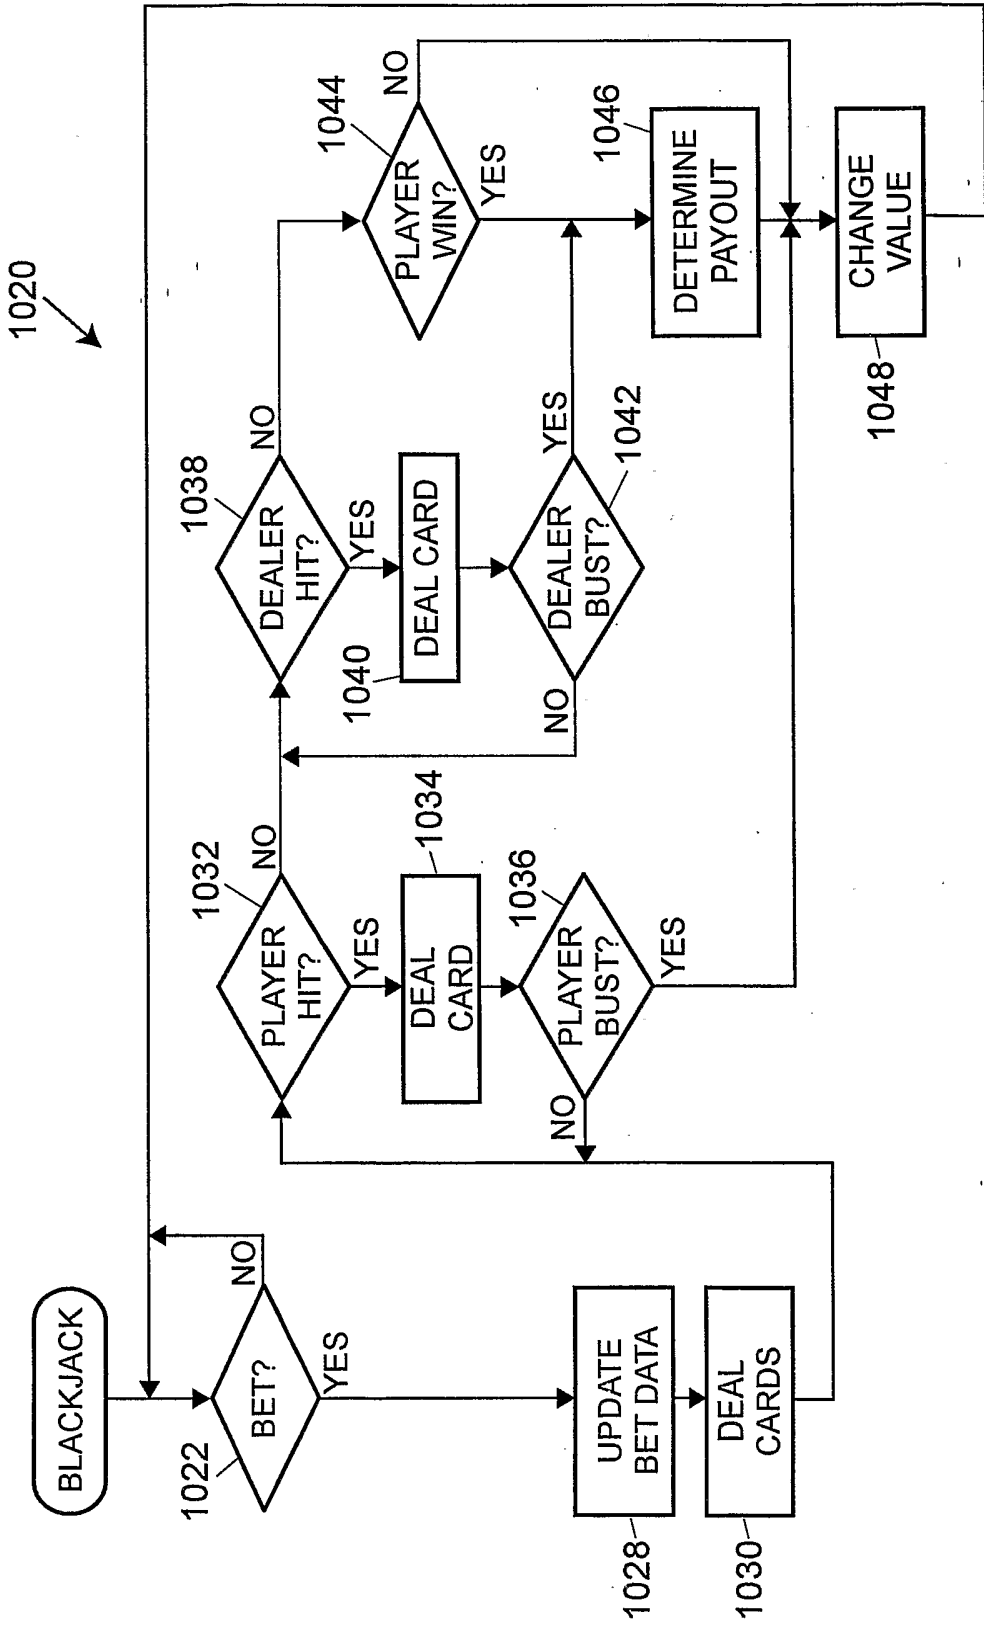 1020
BLACKJACK
1022
BET?
NO
YES
UPDATE
BET DATA
1028
DEAL
CARDS
1030
1032
PLAYER
HIT?
NO
YES
DEAL
CARD
1034
1036
PLAYER
BUST?
NO
YES
1038
DEALER
HIT?
NO
YES
1040
DEAL CARD
DEALER
BUST?
1042
NO
YES
1044
PLAYER
WIN?
NO
YES
1046
DETERMINE
PAYOUT
CHANGE
VALUE
1048